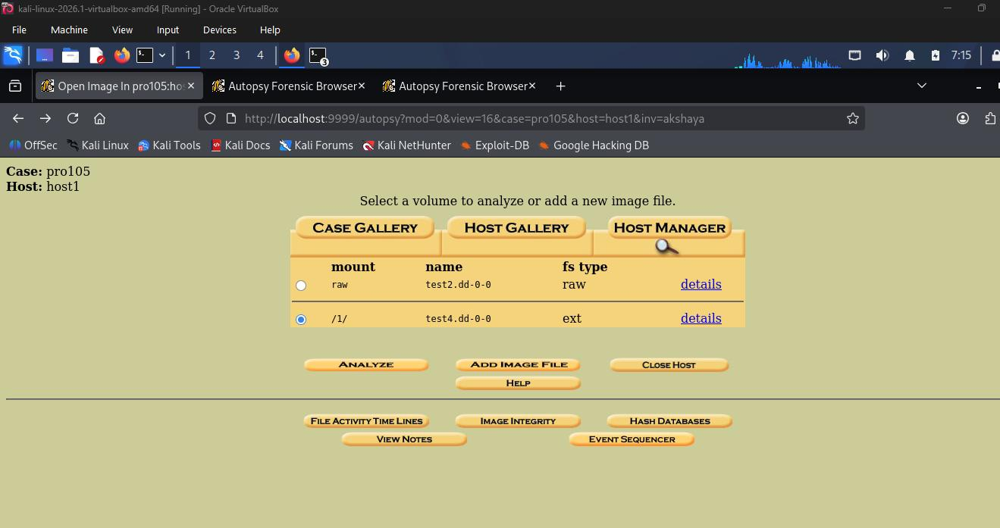 kali-linux-2026.1-virtualbox-amd64 [Running] - Oracle VirtualBox
File Machine View Input Devices Help
1 2 3 4 3 7:15
Open Image In pro105:hos Autopsy Forensic Browser Autopsy Forensic Browser
http://localhost:9999/autopsy?mod=0&view=16&case=pro105&host=host1&inv=akshaya
OffSec Kali Linux Kali Tools Kali Docs Kali Forums Kali NetHunter Exploit-DB Google Hacking DB
Case: pro105
Host: host1
Select a volume to analyze or add a new image file.
CASE GALLERY HOST GALLERY HOST MANAGER
mount name fs type
raw test2.dd-0-0 raw details
/1/ test4.dd-0-0 ext details
ANALYZE ADD IMAGE FILE CLOSE HOST
HELP
FILE ACTIVITY TIME LINES IMAGE INTEGRITY HASH DATABASES
VIEW NOTES EVENT SEQUENCER